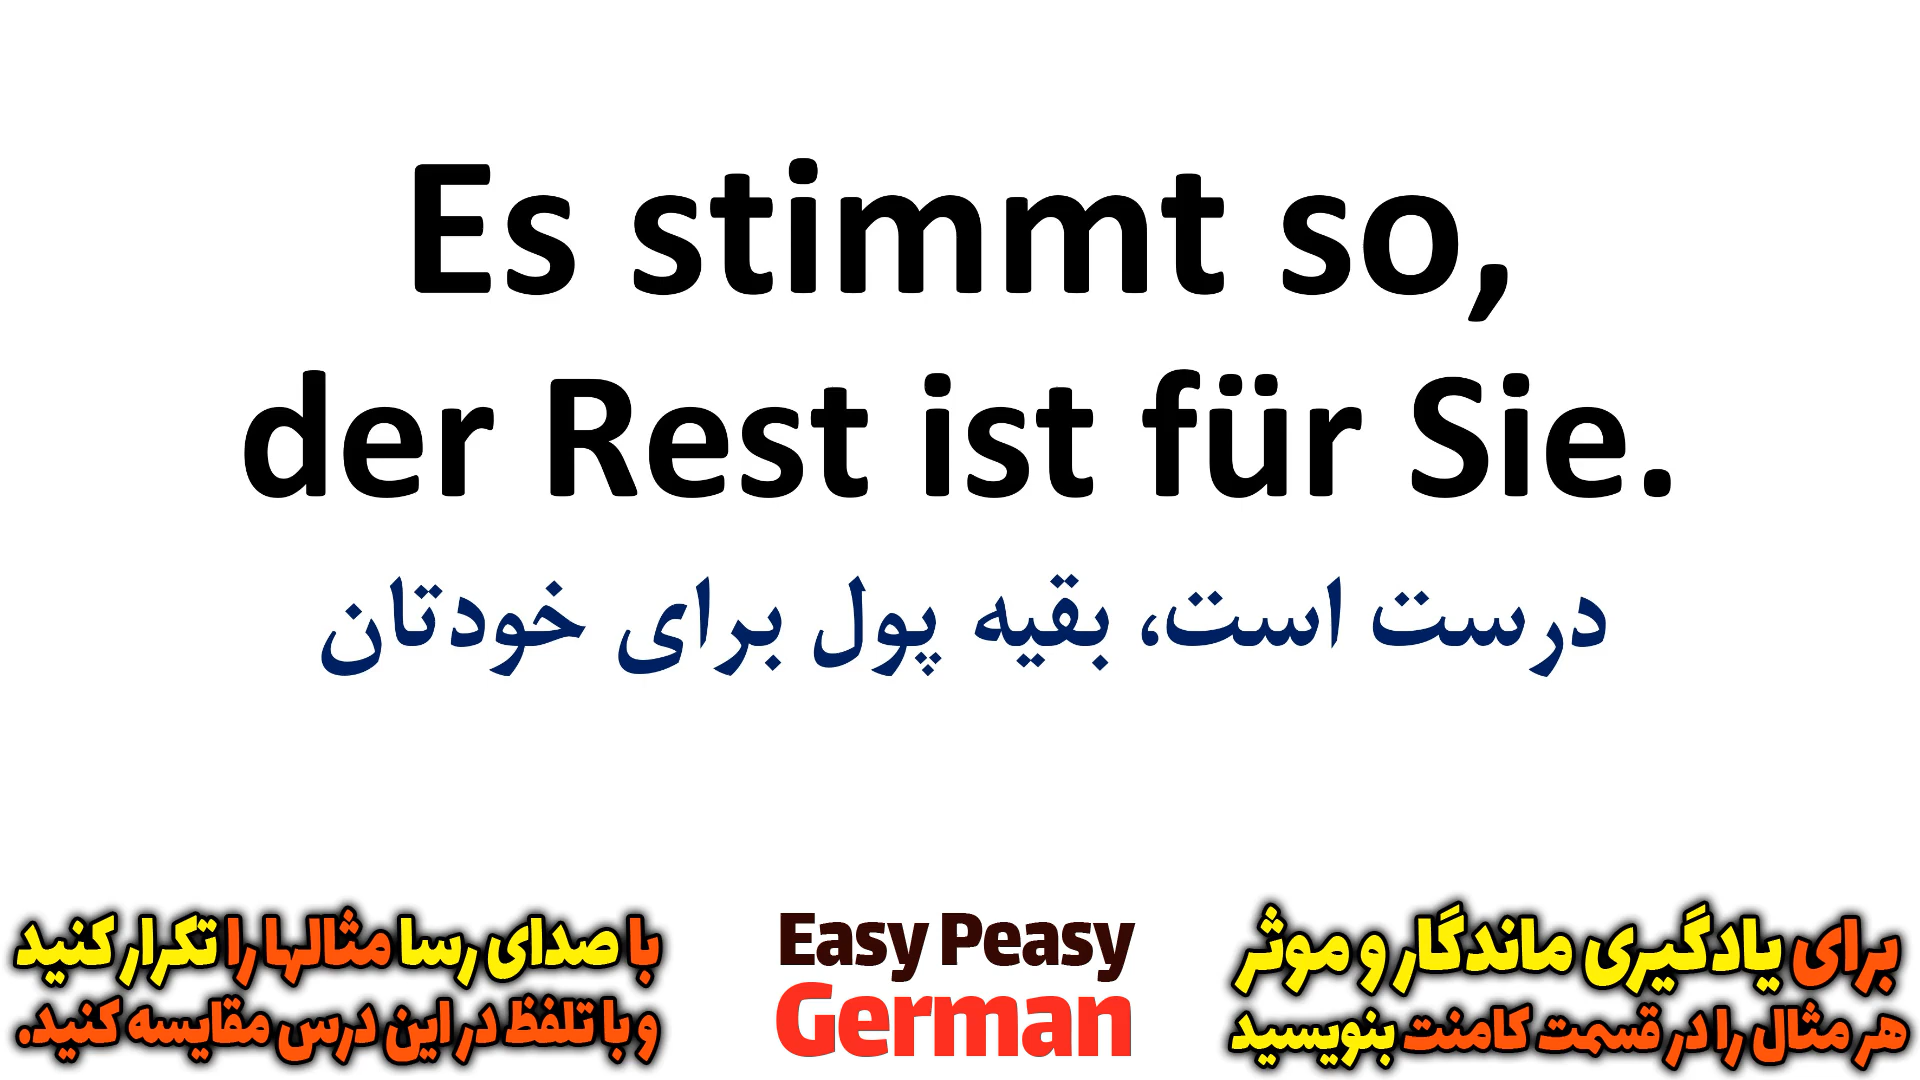 Es stimmt so,
der Rest ist für Sie.
درست است، بقیه پول برای خودتان
برای یادگیری ماندگار و موثر
هر مثال را در قسمت کامنت بنویسید
Easy Peasy
German
با صدای رسا مثالها را تکرار کنید
و با تلفظ در این درس مقایسه کنید.